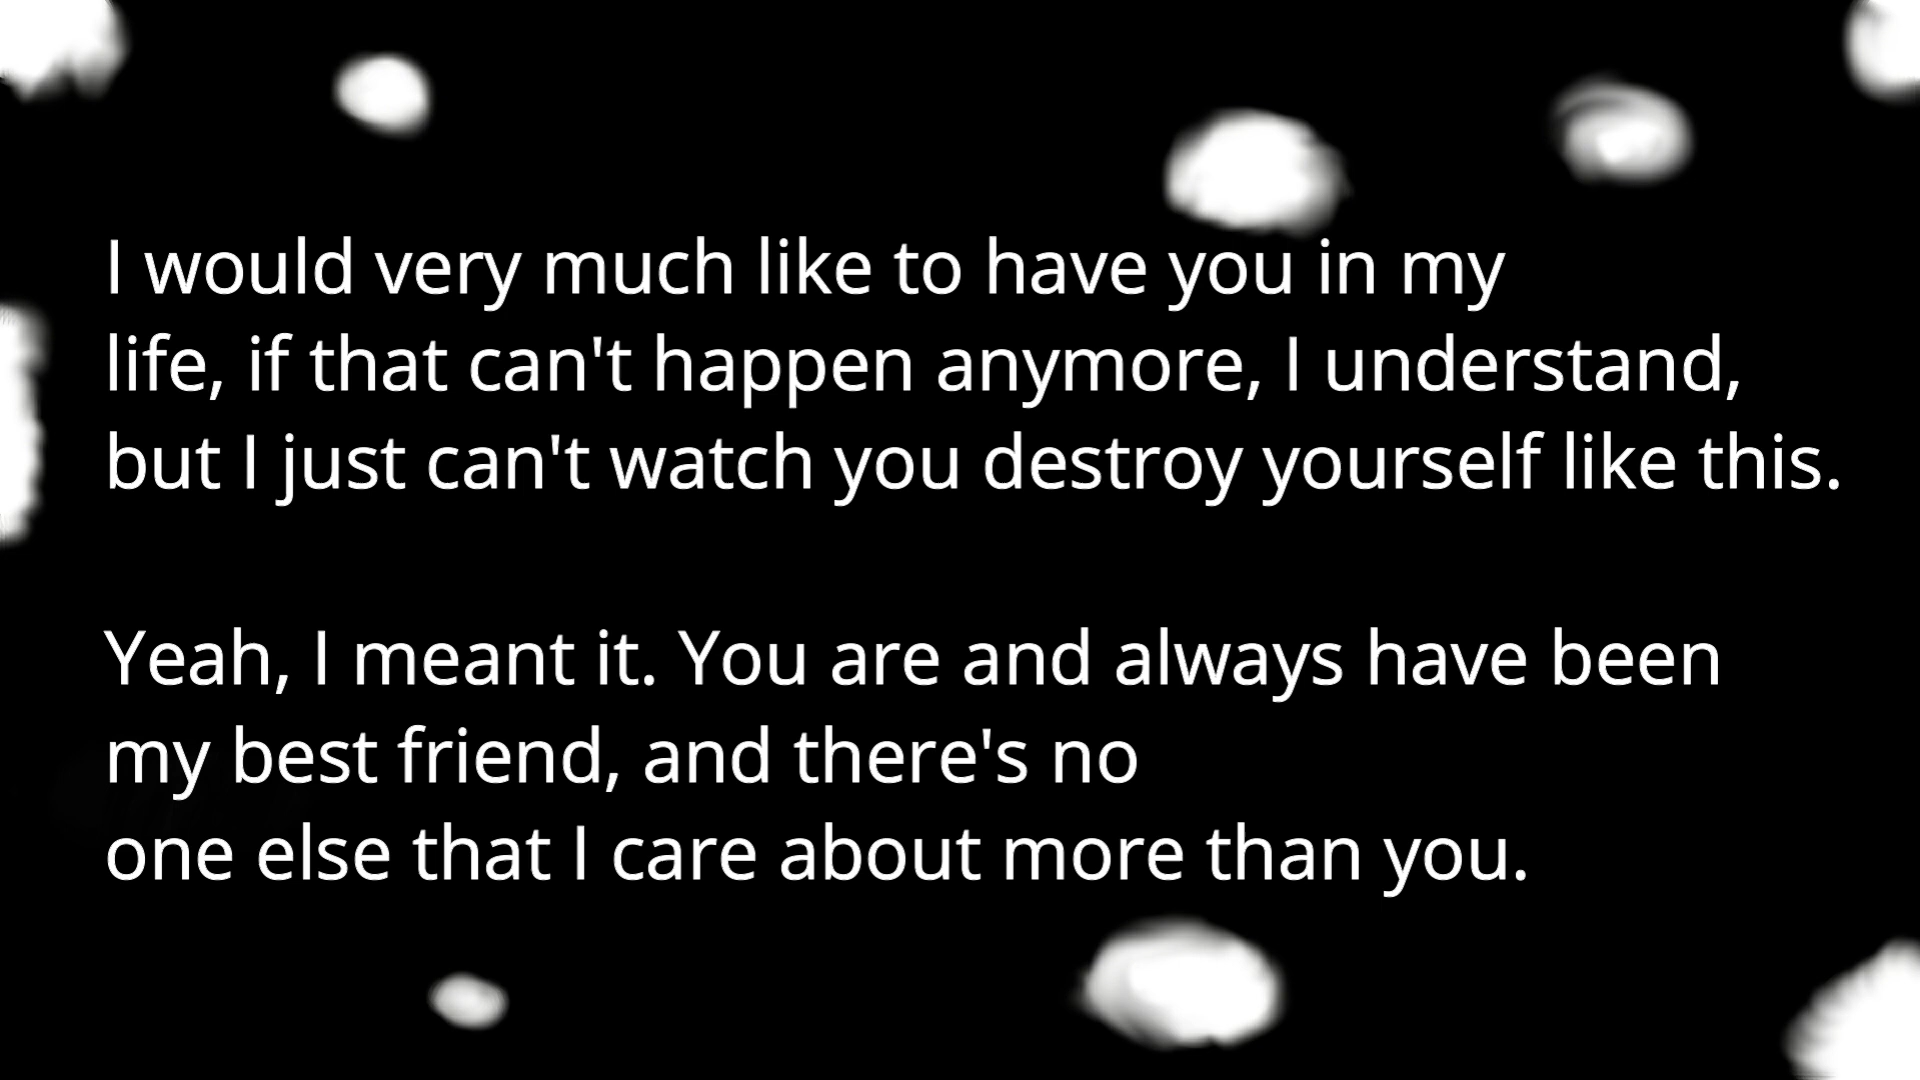 I would very much like to have you in my
life, if that can't happen anymore, I understand,
but I just can't watch you destroy yourself like this.
Yeah, I meant it. You are and always have been
my best friend, and there's no
one else that I care about more than you.